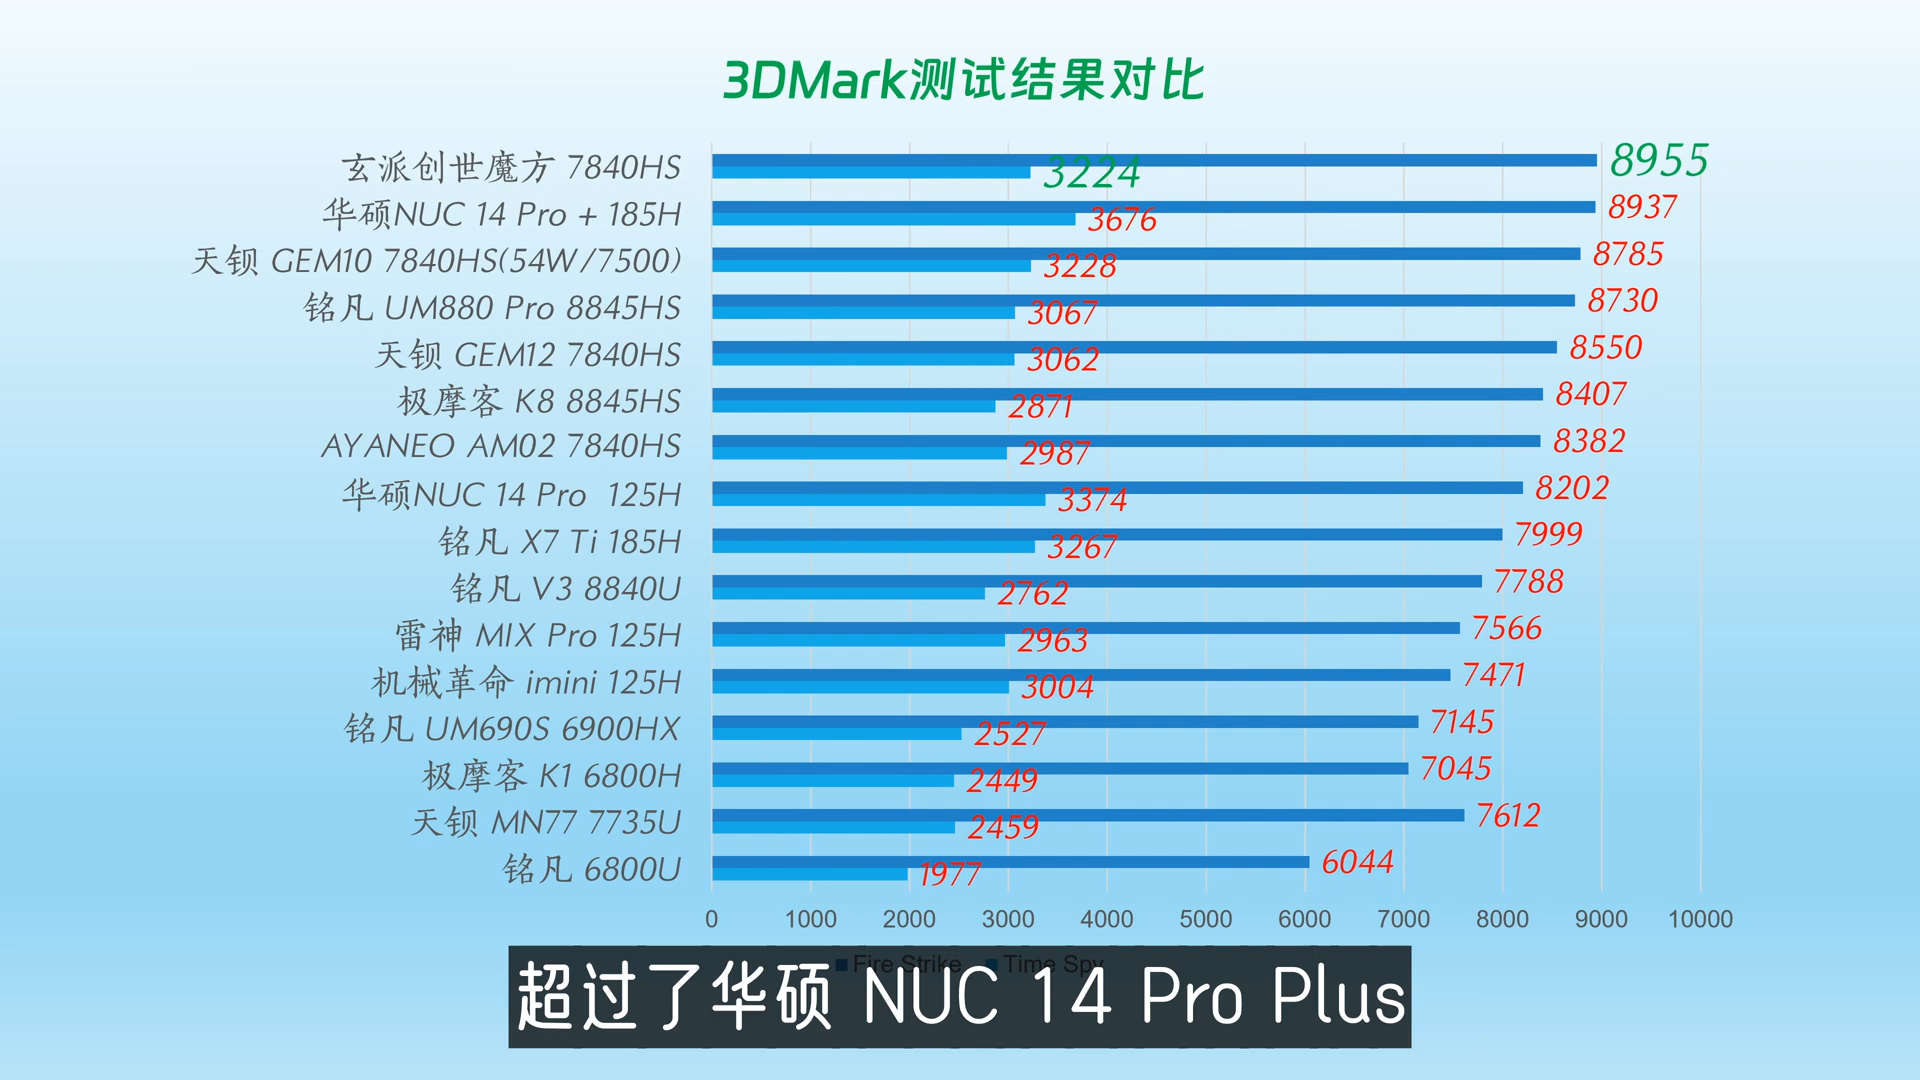 3DMark测试结果对比
玄派创世魔方 7840HS 3224 8955
华硕NUC 14 Pro + 185H 3676 8937
天钡 GEM10 7840HS(54W/7500) 3228 8785
铭凡 UM880 Pro 8845HS 3067 8730
天钡 GEM12 7840HS 3062 8550
极摩客 K8 8845HS 2871 8407
AYANEO AM02 7840HS 2987 8382
华硕NUC 14 Pro 125H 3374 8202
铭凡 X7 Ti 185H 3267 7999
铭凡 V3 8840U 2762 7788
雷神 MIX Pro 125H 2963 7566
机械革命 imini 125H 3004 7471
铭凡 UM690S 6900HX 2527 7145
极摩客 K1 6800H 2449 7045
天钡 MN77 7735U 2459 7612
铭凡 6800U 1977 6044
0 1000 2000 3000 4000 5000 6000 7000 8000 9000 10000
Fire Strike Time Spy
超过了华硕 NUC 14 Pro Plus